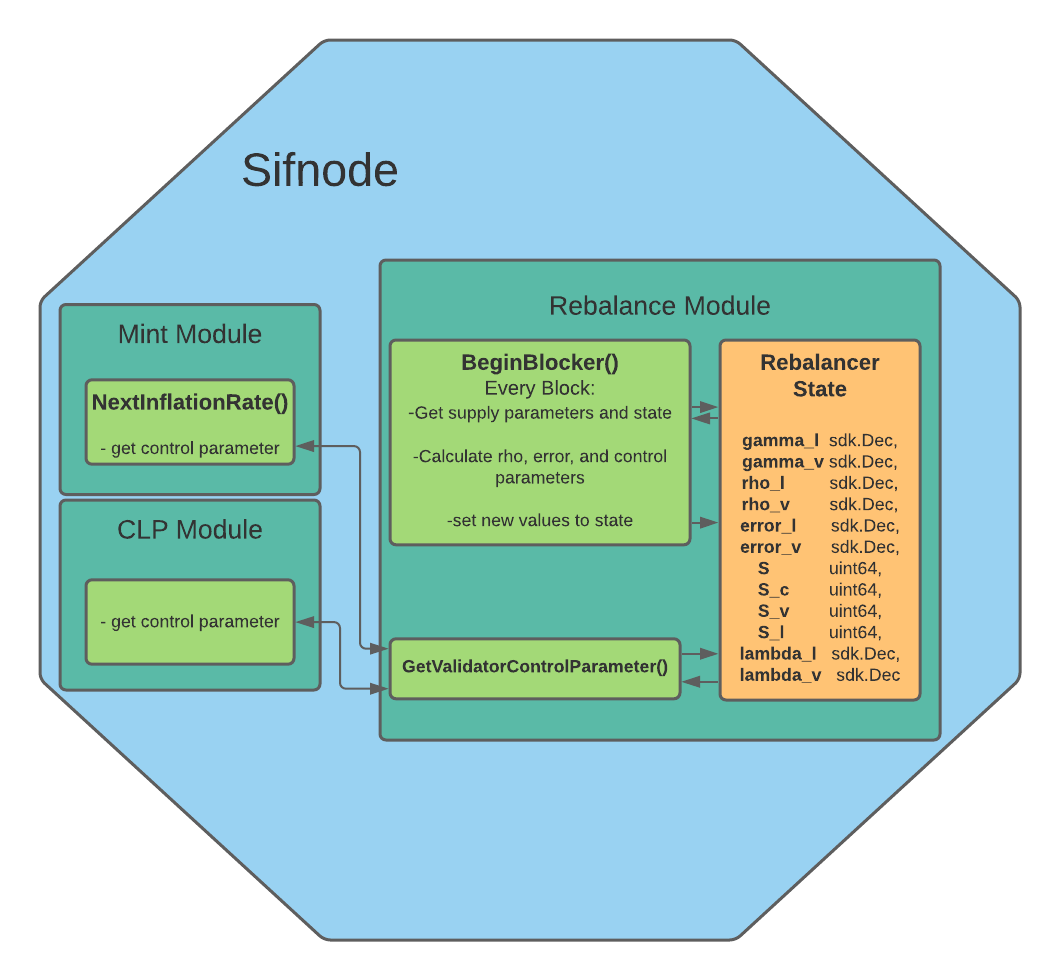 Sifnode
Mint Module
NextInflationRate()
- get control parameter
CLP Module
- get control parameter
Rebalance Module
BeginBlocker()
Every Block:
-Get supply parameters and state
-Calculate rho, error, and control
parameters
-set new values to state
GetValidatorControlParameter()
Rebalancer
State
gamma_l sdk.Dec,
gamma_v sdk.Dec,
rho_l sdk.Dec,
rho_v sdk.Dec,
error_l sdk.Dec,
error_v sdk.Dec,
S uint64,
S_c uint64,
S_v uint64,
S_l uint64,
lambda_l sdk.Dec,
lambda_v sdk.Dec